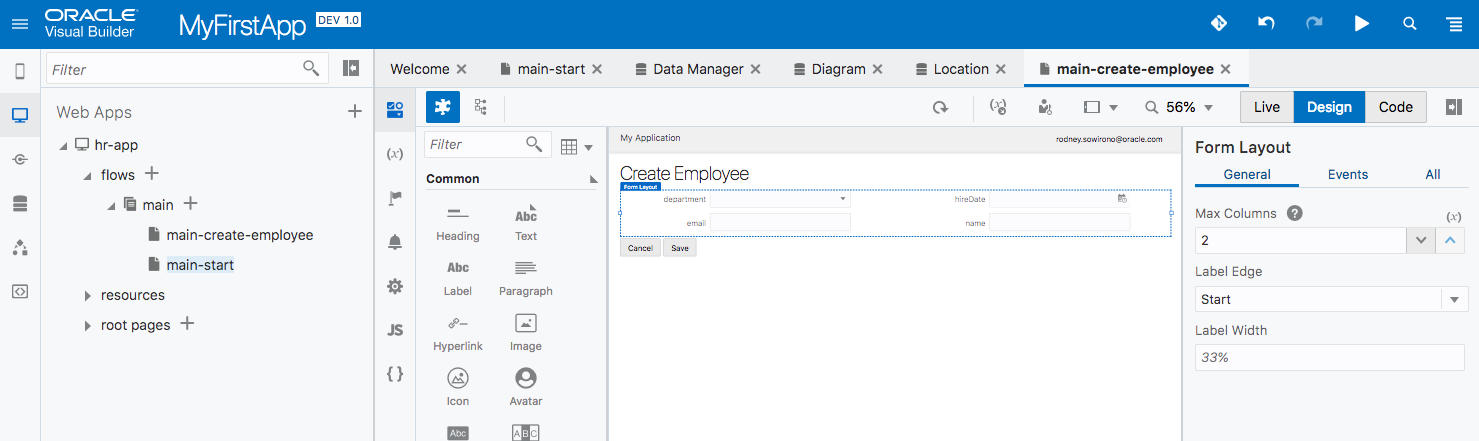 ORACLE
Visual Builder
MyFirstApp
DEV 1.0
Filter
Welcome
main-start
Data Manager
Diagram
Location
main-create-employee
Web Apps
hr-app
flows
main
main-create-employee
main-start
resources
root pages
(x)
JS
{ }
56%
Live
Design
Code
Filter
Common
Heading
Abc
Text
Abc
Label
Paragraph
Hyperlink
Image
Icon
Avatar
Abc
ABC
My Application
rodney.sowirono@oracle.com
Create Employee
Form Layout
department
hireDate
email
name
Cancel
Save
Form Layout
General
Events
All
Max Columns
?
(x)
2
Label Edge
Start
Label Width
33%